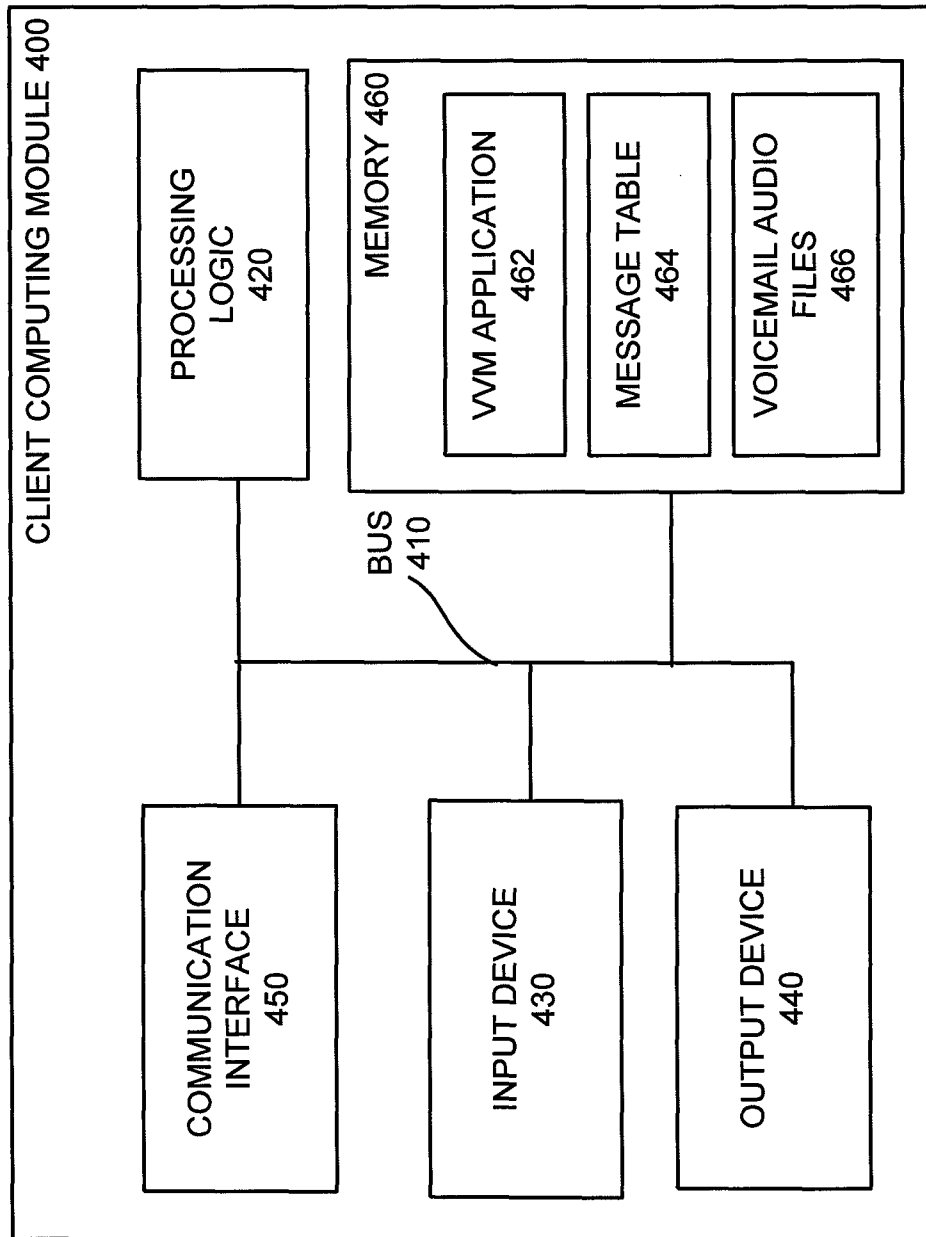 CLIENT COMPUTING MODULE 400
PROCESSING
LOGIC
420
MEMORY 460
VVM APPLICATION
462
MESSAGE TABLE
464
VOICEMAIL AUDIO
FILES
466
BUS
410
COMMUNICATION
INTERFACE
450
INPUT DEVICE
430
OUTPUT DEVICE
440